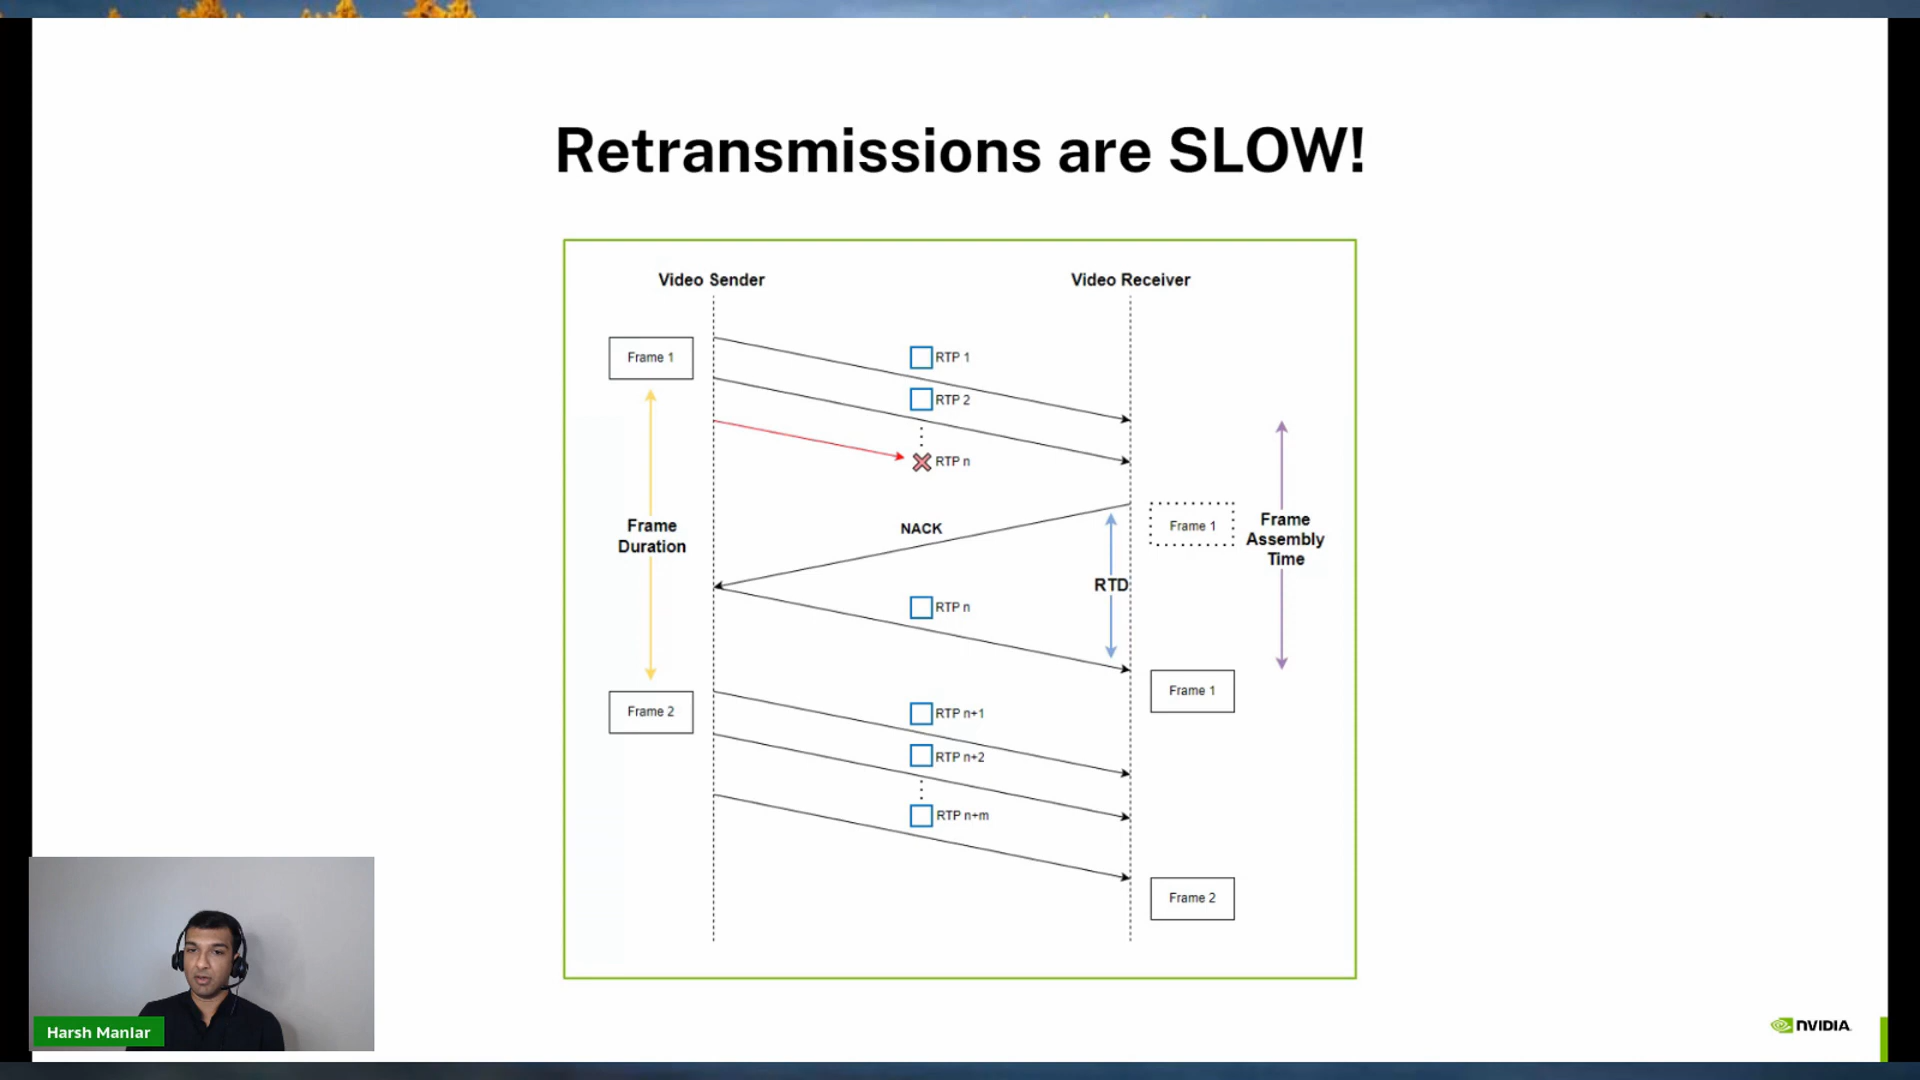 Retransmissions are SLOW!
Video Sender
Video Receiver
Frame 1
RTP 1
RTP 2
RTP n
Frame
Duration
NACK
Frame 1
Frame
Assembly
Time
RTD
RTP n
Frame 1
Frame 2
RTP n+1
RTP n+2
RTP n+m
Frame 2
Harsh Maniar
NVIDIA